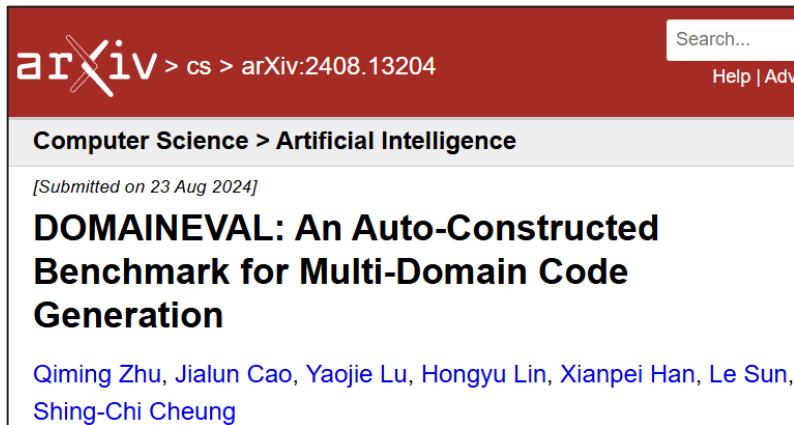 arXiv > cs > arXiv:2408.13204
Search...
Help | Adv
Computer Science > Artificial Intelligence
[Submitted on 23 Aug 2024]
DOMAINEVAL: An Auto-Constructed
Benchmark for Multi-Domain Code
Generation
Qiming Zhu, Jialun Cao, Yaojie Lu, Hongyu Lin, Xianpei Han, Le Sun,
Shing-Chi Cheung